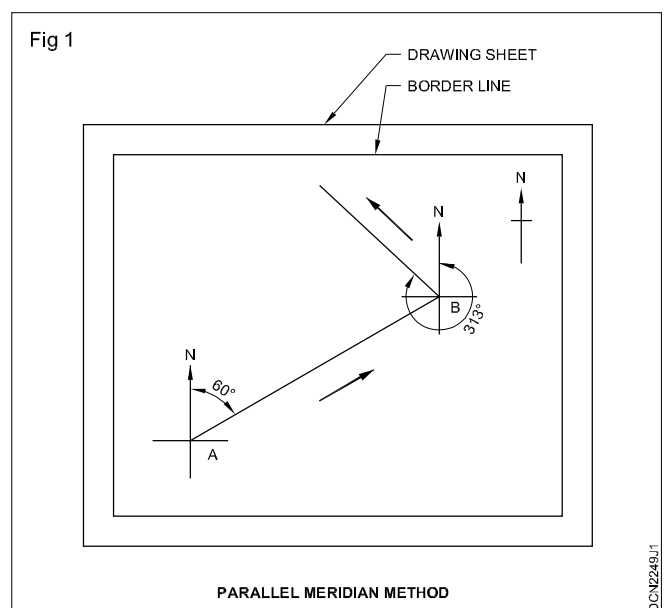 Fig 1
DRAWING SHEET
BORDER LINE
N
N
B
313°
N
60°
A
PARALLEL MERIDIAN METHOD
DCN2249J1